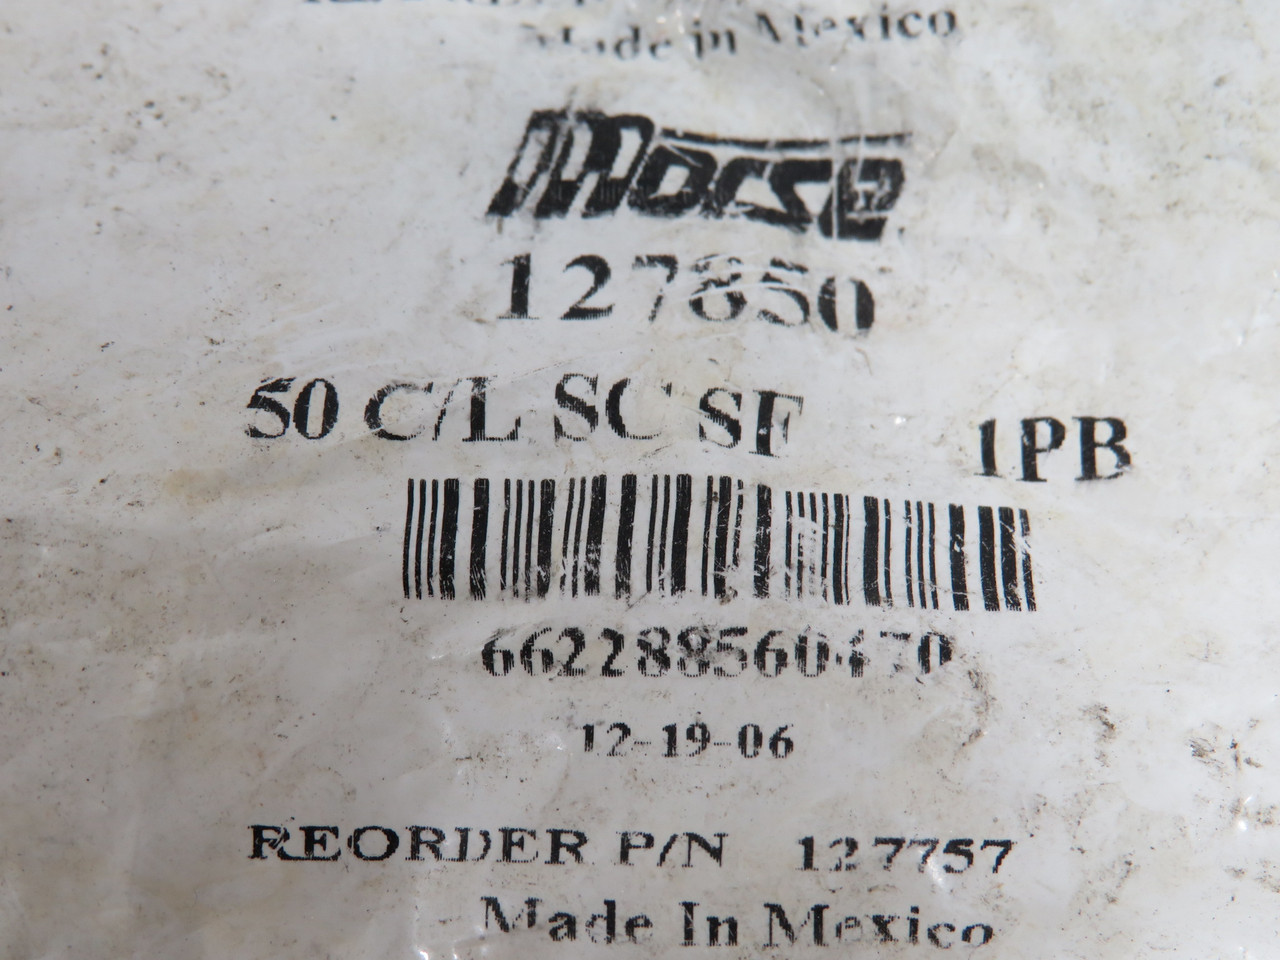 Made in Mexico
morse
127850
50 C/L SC SF 1PB
662288560470
12-19-06
REORDER P/N 127757
Made In Mexico